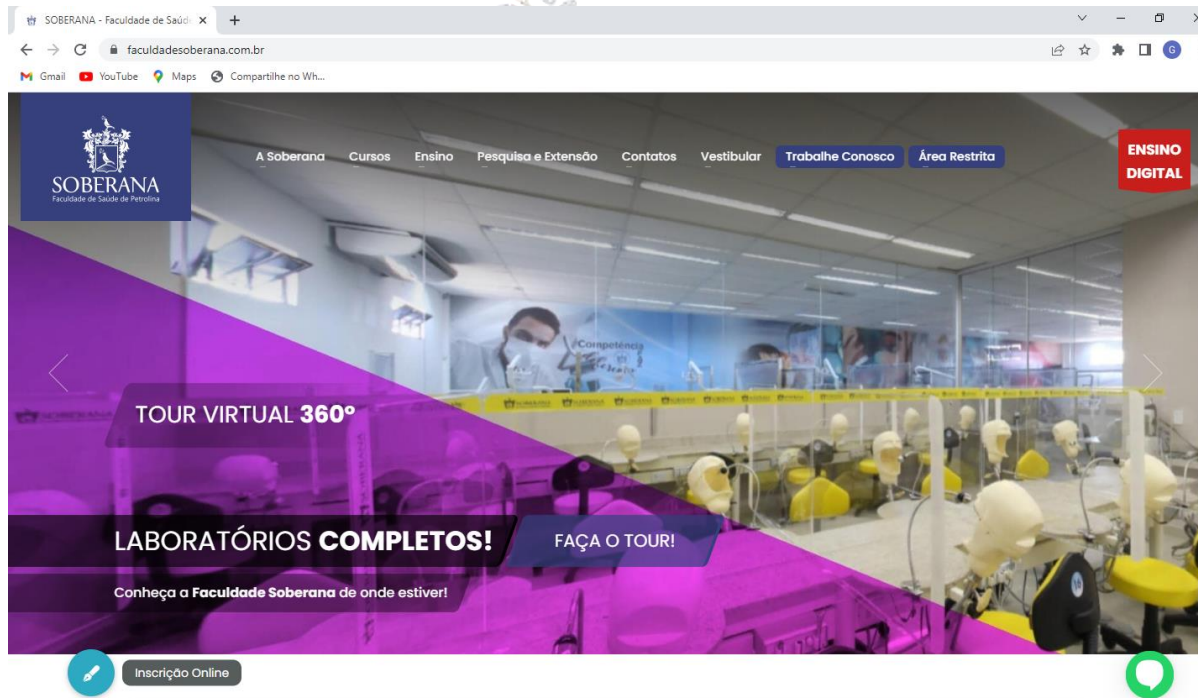 SOBERANA - Faculdade de Saúd
faculdadesoberana.com.br
G
Gmail
YouTube
Maps
Compartilhe no Wh...
SOBERANA
Faculdade de Saúde de Petrolina
A Soberana
Cursos
Ensino
Pesquisa e Extensão
Contatos
Vestibular
Trabalhe Conosco
Área Restrita
ENSINO
DIGITAL
Competência
TOUR VIRTUAL 360º
LABORATÓRIOS COMPLETOS!
FAÇA O TOUR!
Conheça a Faculdade Soberana de onde estiver!
Inscrição Online